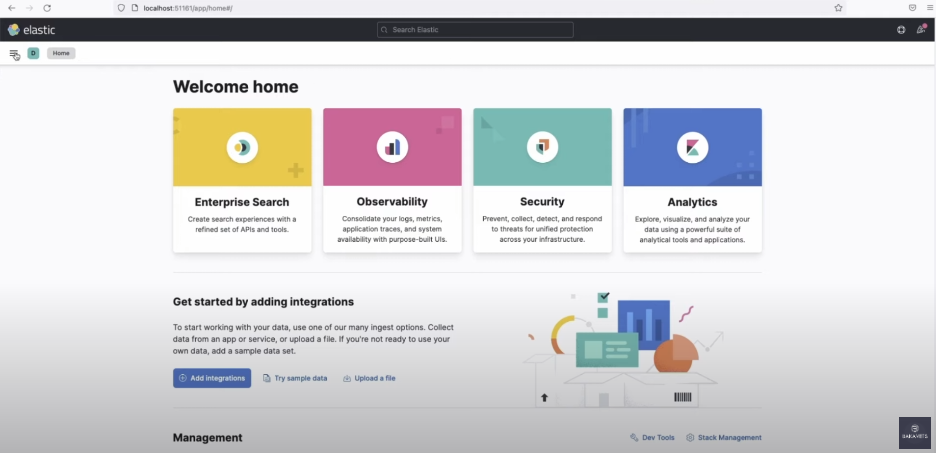 localhost:51161/app/home#/
elastic
Search Elastic
D
Home
Welcome home
Enterprise Search
Create search experiences with a
refined set of APIs and tools.
Observability
Consolidate your logs, metrics,
application traces, and system
availability with purpose-built UIs.
Security
Prevent, collect, detect, and respond
to threats for unified protection
across your infrastructure.
Analytics
Explore, visualize, and analyze your
data using a powerful suite of
analytical tools and applications.
Get started by adding integrations
To start working with your data, use one of our many ingest options. Collect
data from an app or service, or upload a file. If you're not ready to use your
own data, add a sample data set.
Add integrations
Try sample data
Upload a file
Management
Dev Tools
Stack Management